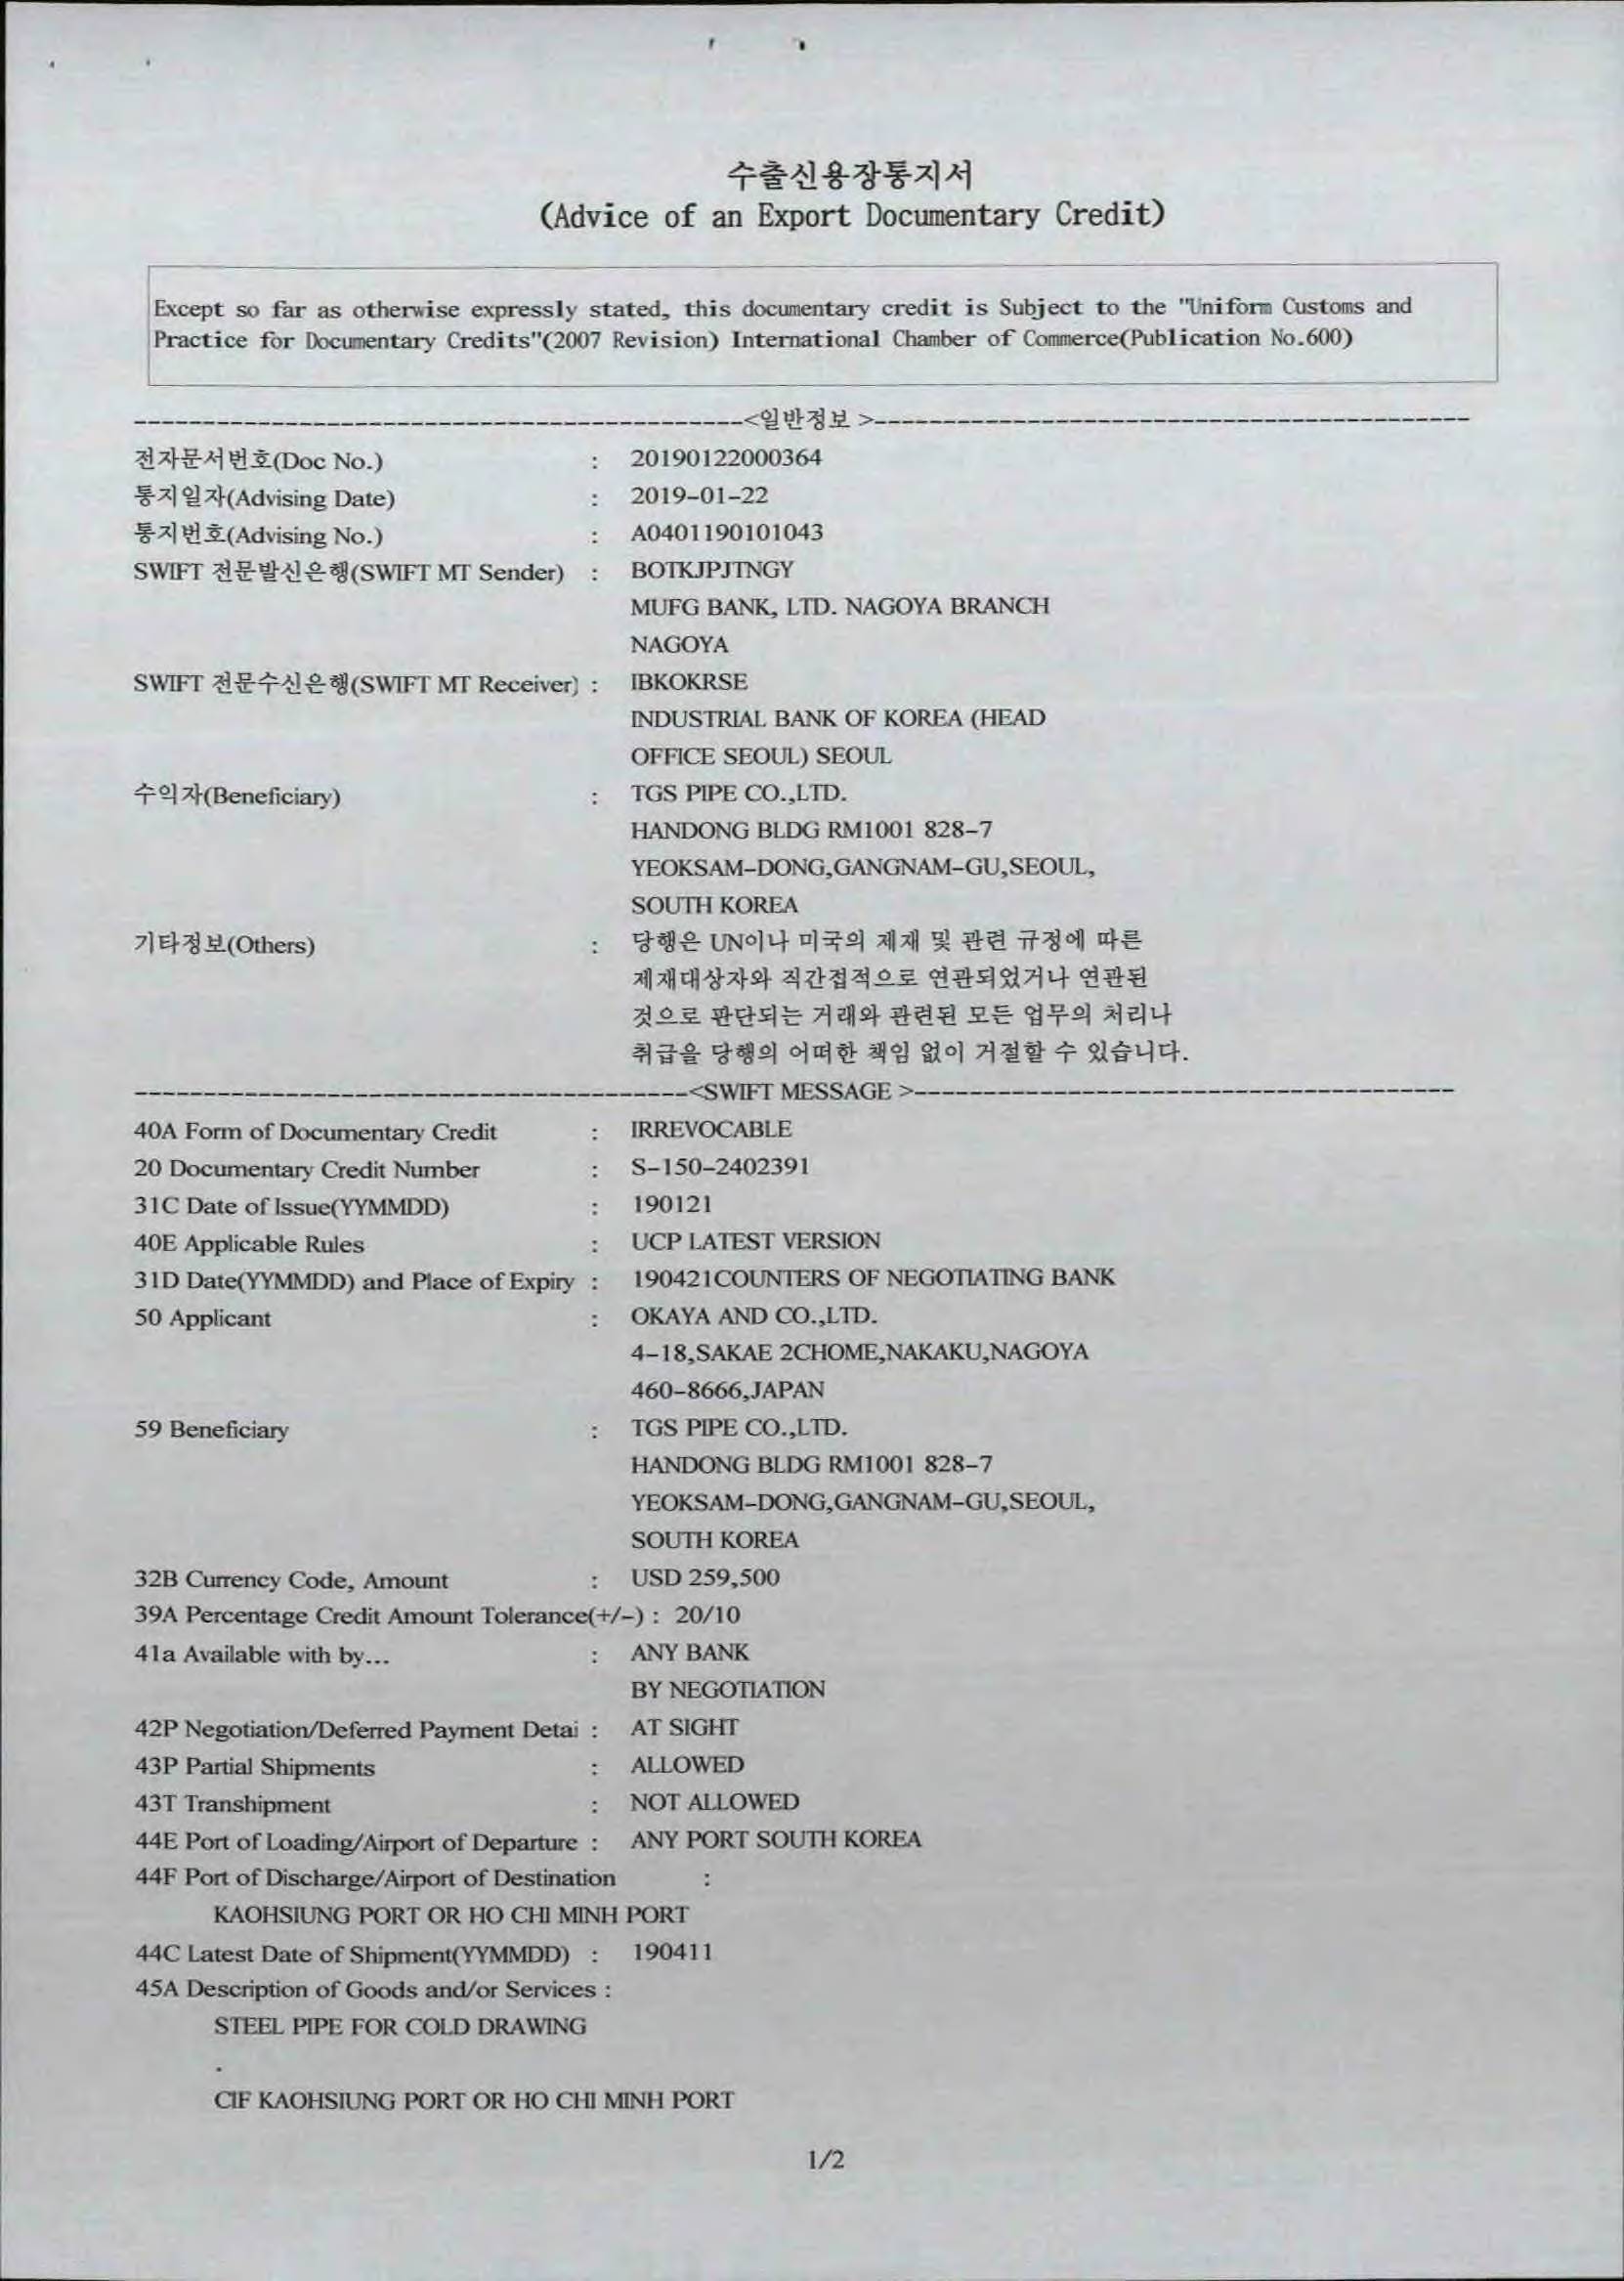 수출신용장통지서
(Advice of an Export Documentary Credit)
Except so far as otherwise expressly stated, this documentary credit is Subject to the "Uniform Customs and
Practice for Documentary Credits"(2007 Revision) International Chamber of Commerce(Publication No.600)
--------------------------------------------<일반정보 >--------------------------------------------
전자문서번호(Doc No.) : 20190122000364
통지일자(Advising Date) : 2019-01-22
통지번호(Advising No.) : A0401190101043
SWIFT 전문발신은행(SWIFT MT Sender) : BOTKJPJTNGY
MUFG BANK, LTD. NAGOYA BRANCH
NAGOYA
SWIFT 전문수신은행(SWIFT MT Receiver) : IBKOKRSE
INDUSTRIAL BANK OF KOREA (HEAD
OFFICE SEOUL) SEOUL
수익자(Beneficiary) : TGS PIPE CO.,LTD.
HANDONG BLDG RM1001 828-7
YEOKSAM-DONG,GANGNAM-GU,SEOUL,
SOUTH KOREA
기타정보(Others) : 당행은 UN이나 미국의 제재 및 관련 규정에 따른
제재대상자와 직간접적으로 연관되었거나 연관된
것으로 판단되는 거래와 관련된 모든 업무의 처리나
취급을 당행의 어떠한 책임 없이 거절할 수 있습니다.
----------------------------------------<SWIFT MESSAGE >----------------------------------------
40A Form of Documentary Credit : IRREVOCABLE
20 Documentary Credit Number : S-150-2402391
31C Date of Issue(YYMMDD) : 190121
40E Applicable Rules : UCP LATEST VERSION
31D Date(YYMMDD) and Place of Expiry : 190421COUNTERS OF NEGOTIATING BANK
50 Applicant : OKAYA AND CO.,LTD.
4-18,SAKAE 2CHOME,NAKAKU,NAGOYA
460-8666,JAPAN
59 Beneficiary : TGS PIPE CO.,LTD.
HANDONG BLDG RM1001 828-7
YEOKSAM-DONG,GANGNAM-GU,SEOUL,
SOUTH KOREA
32B Currency Code, Amount : USD 259,500
39A Percentage Credit Amount Tolerance(+/-) : 20/10
41a Available with by... : ANY BANK
BY NEGOTIATION
42P Negotiation/Deferred Payment Detai : AT SIGHT
43P Partial Shipments : ALLOWED
43T Transhipment : NOT ALLOWED
44E Port of Loading/Airport of Departure : ANY PORT SOUTH KOREA
44F Port of Discharge/Airport of Destination :
KAOHSIUNG PORT OR HO CHI MINH PORT
44C Latest Date of Shipment(YYMMDD) : 190411
45A Description of Goods and/or Services :
STEEL PIPE FOR COLD DRAWING
.
CIF KAOHSIUNG PORT OR HO CHI MINH PORT
1/2